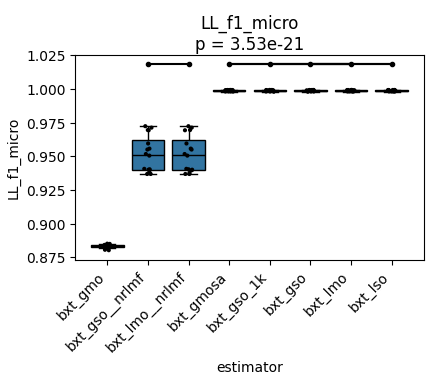 LL_f1_micro
p = 3.53e-21
LL_f1_micro
1.025
1.000
0.975
0.950
0.925
0.900
0.875
bxt_gmo
bxt_gso__nrlmf
bxt_lmo__nrlmf
bxt_gmosa
bxt_gso_1k
bxt_gso
bxt_lmo
bxt_lso
estimator